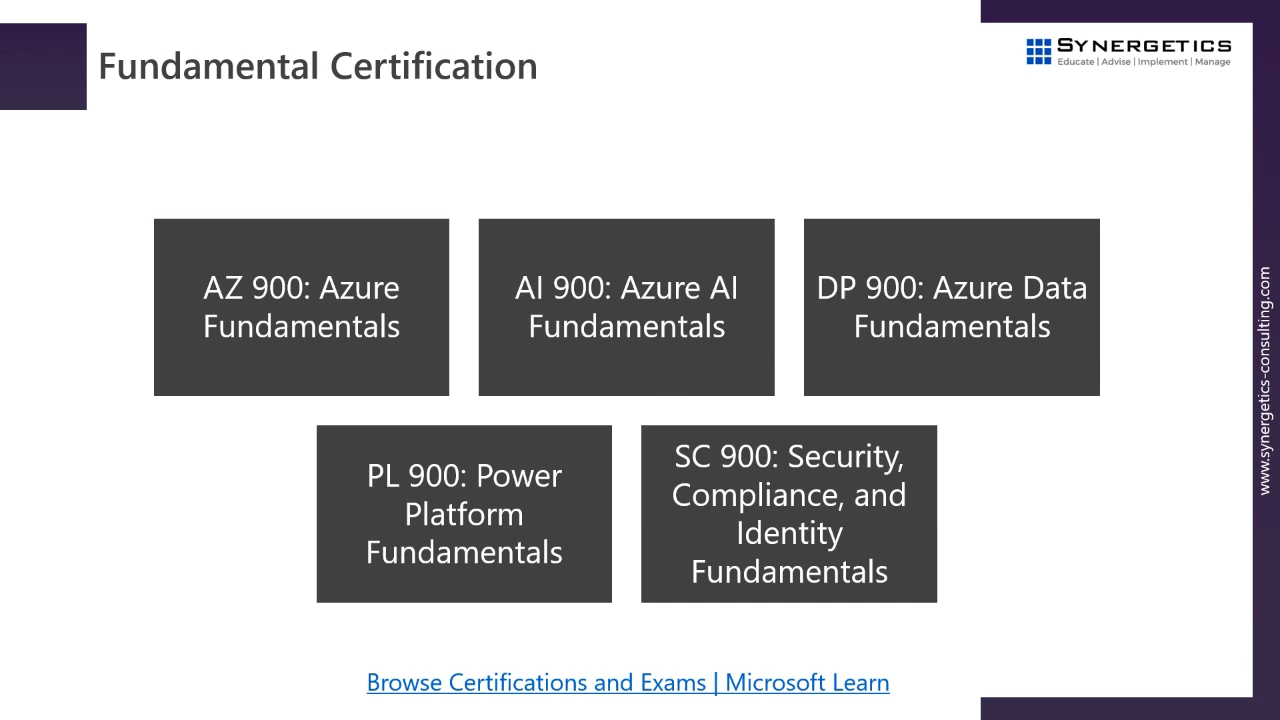 Fundamental Certification
SYNERGETICS
Educate | Advise | Implement | Manage
AZ 900: Azure
Fundamentals
AI 900: Azure AI
Fundamentals
DP 900: Azure Data
Fundamentals
PL 900: Power
Platform
Fundamentals
SC 900: Security,
Compliance, and
Identity
Fundamentals
www.synergetics-consulting.com
Browse Certifications and Exams | Microsoft Learn